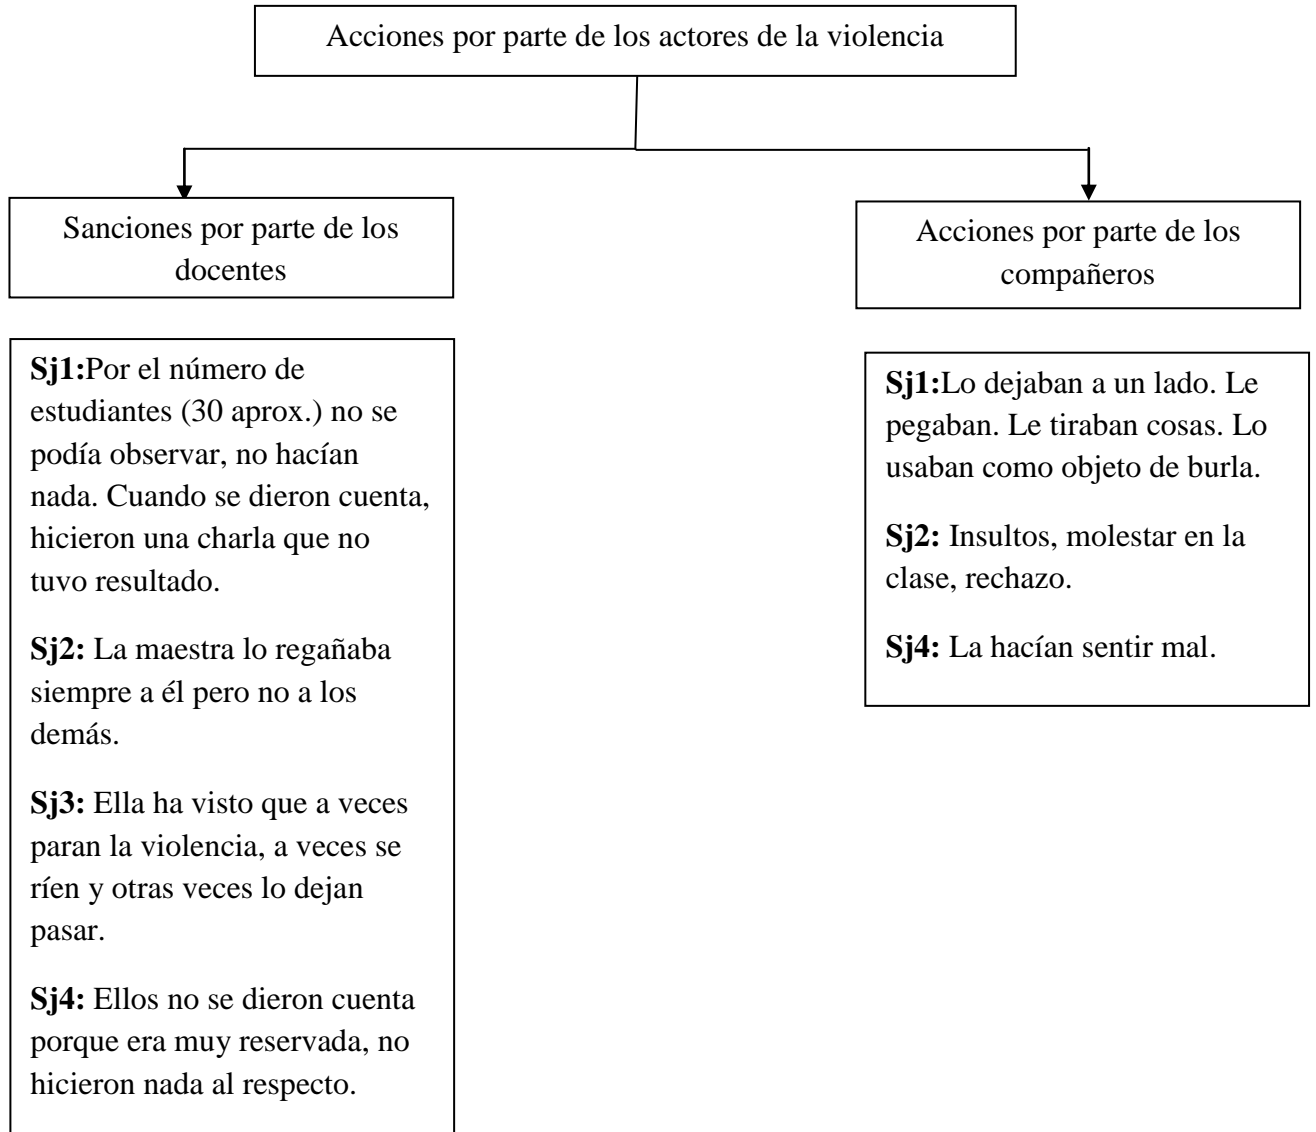 Acciones por parte de los actores de la violencia
Sanciones por parte de los
docentes
Acciones por parte de los
compañeros
Sj1:Por el número de
estudiantes (30 aprox.) no se
podía observar, no hacían
nada. Cuando se dieron cuenta,
hicieron una charla que no
tuvo resultado.
Sj2: La maestra lo regañaba
siempre a él pero no a los
demás.
Sj3: Ella ha visto que a veces
paran la violencia, a veces se
ríen y otras veces lo dejan
pasar.
Sj4: Ellos no se dieron cuenta
porque era muy reservada, no
hicieron nada al respecto.
Sj1:Lo dejaban a un lado. Le
pegaban. Le tiraban cosas. Lo
usaban como objeto de burla.
Sj2: Insultos, molestar en la
clase, rechazo.
Sj4: La hacían sentir mal.